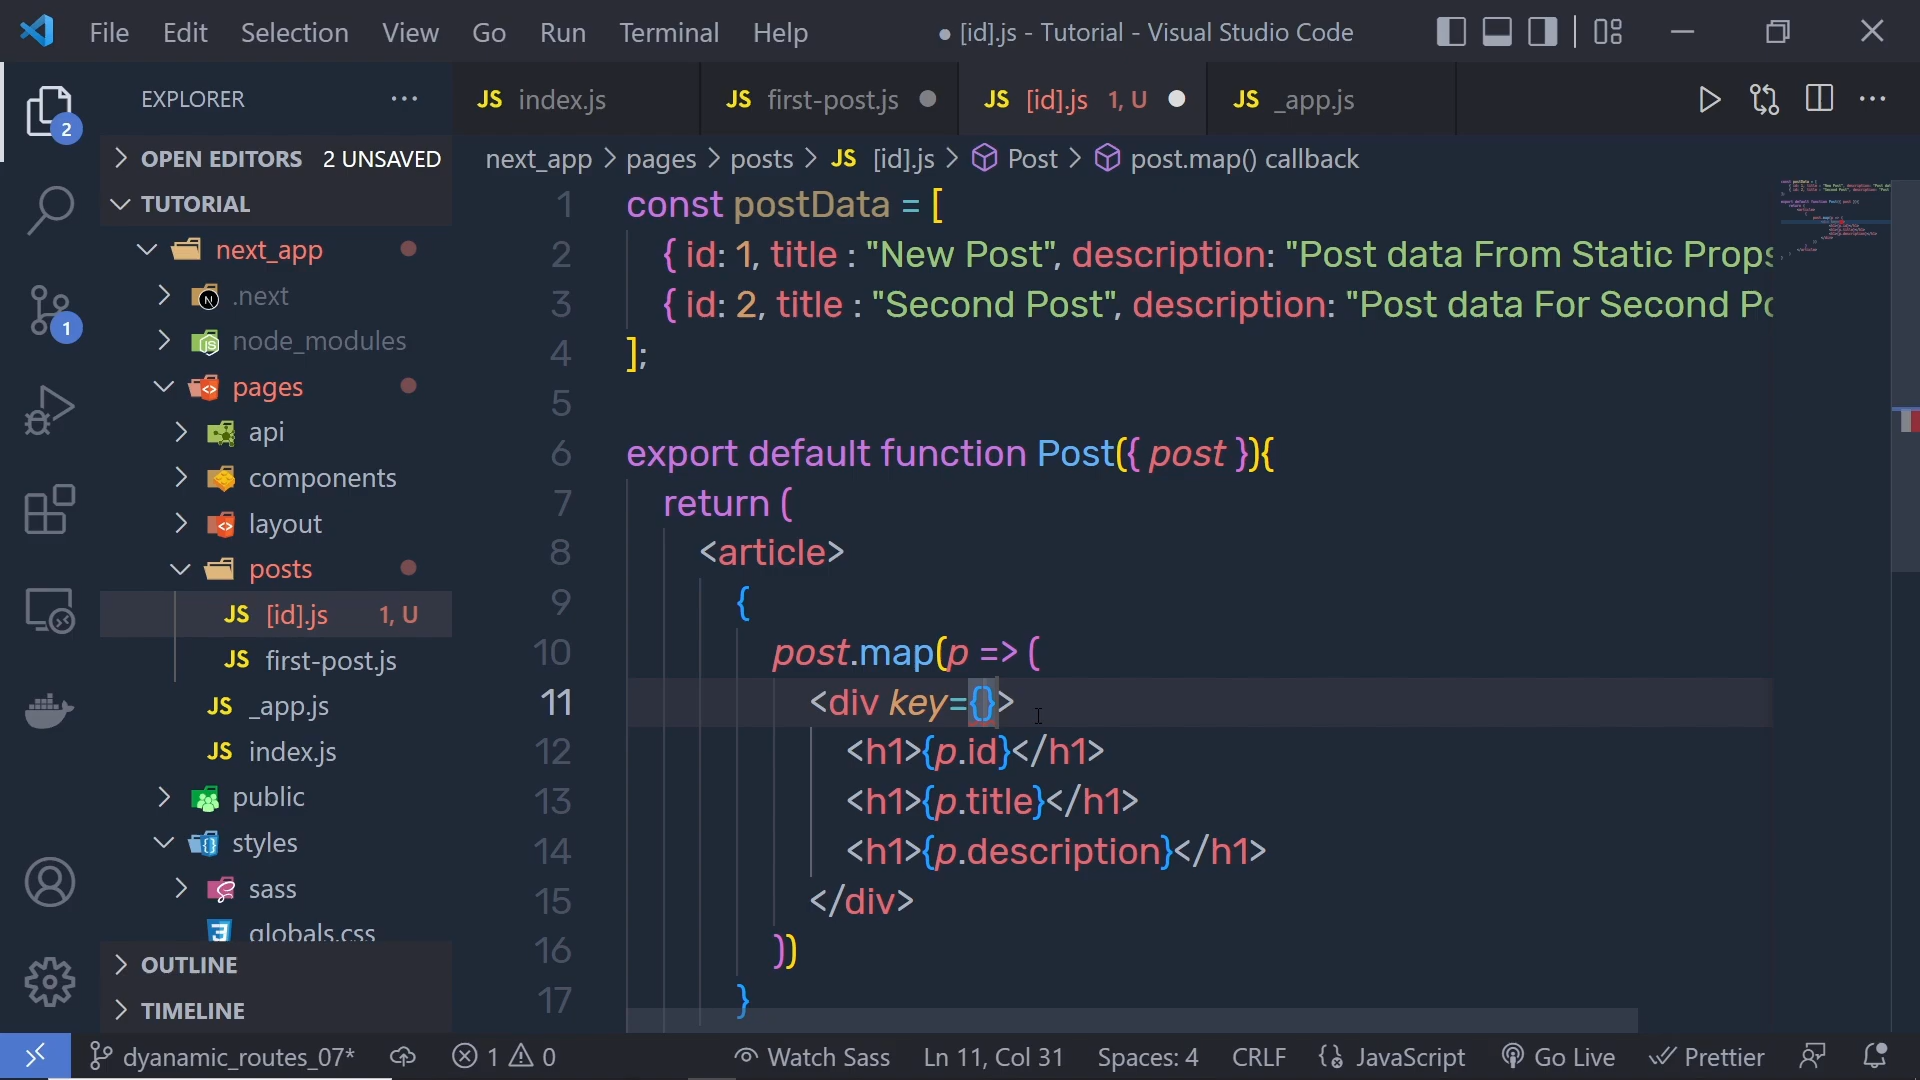 File Edit Selection View Go Run Terminal Help
● [id].js - Tutorial - Visual Studio Code
EXPLORER ···
JS index.js
JS first-post.js
JS [id].js 1, U
JS _app.js
OPEN EDITORS 2 UNSAVED
TUTORIAL
next_app
.next
node_modules
pages
api
components
layout
posts
JS [id].js 1, U
JS first-post.js
JS _app.js
JS index.js
public
styles
sass
globals.css
OUTLINE
TIMELINE
2
1
next_app > pages > posts > JS [id].js > Post > post.map() callback
1 const postData = [
2 { id: 1, title : "New Post", description: "Post data From Static Props
3 { id: 2, title : "Second Post", description: "Post data For Second
4 ];
5
6 export default function Post({ post }){
7 return (
8 <article>
9 {
10 post.map(p => (
11 <div key={}>
12 <h1>{p.id}</h1>
13 <h1>{p.title}</h1>
14 <h1>{p.description}</h1>
15 </div>
16 ))
17 }
dyanamic_routes_07* 1 0 Watch Sass Ln 11, Col 31 Spaces: 4 CRLF JavaScript Go Live Prettier